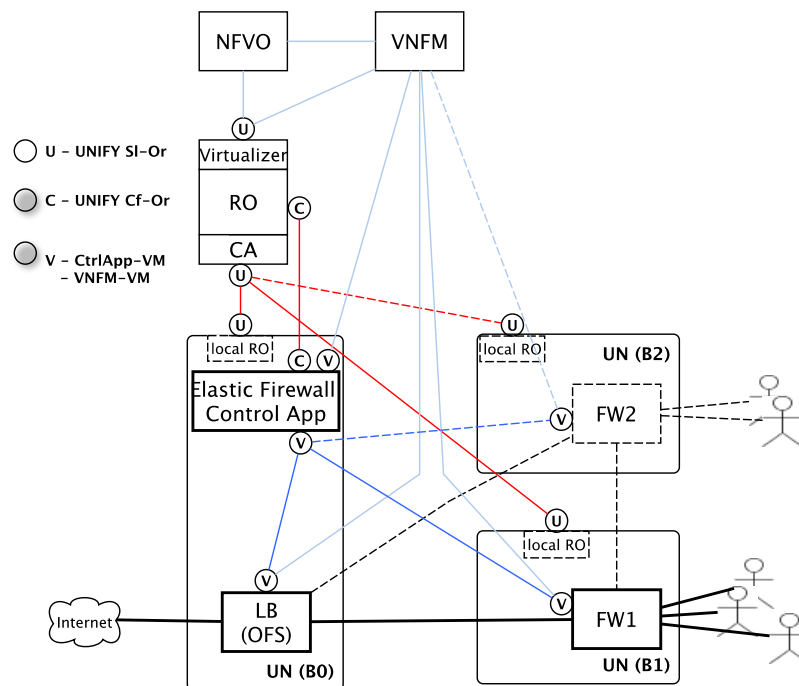 NFVO
VNFM
U
U – UNIFY Sl-Or
Virtualizer
C – UNIFY Cf-Or
RO
C
CA
V – CtrlApp-VM
– VNFM-VM
U
U
U
local RO
local RO
UN (B2)
C
V
Elastic Firewall
Control App
V
FW2
V
U
local RO
V
V
LB
(OFS)
FW1
Internet
UN (B0)
UN (B1)